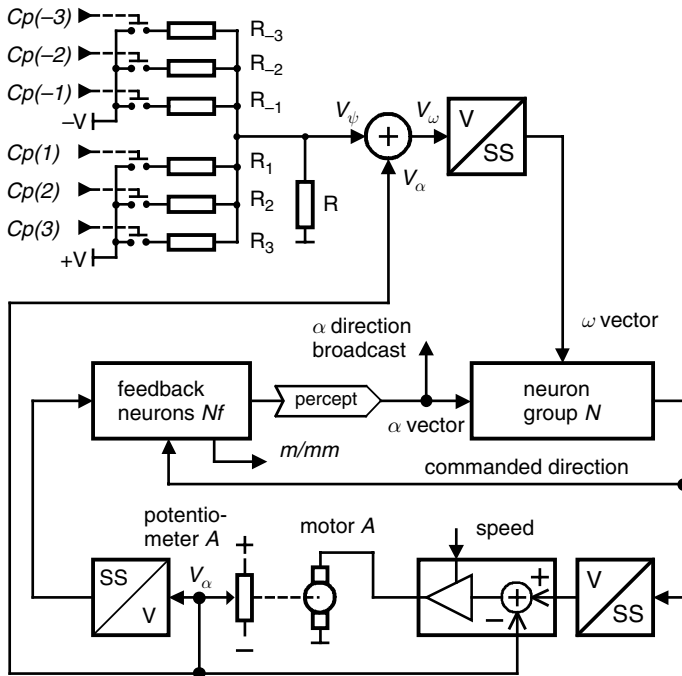 Cp(−3)
R−3
Cp(−2)
R−2
Cp(−1)
R−1
−V
Cp(1)
R1
Cp(2)
R2
Cp(3)
R3
+V
R
Vψ
+
Vω
Vα
V
SS
α direction
broadcast
ω vector
feedback
neurons Nf
percept
α vector
neuron
group N
m/mm
commanded direction
potentio-
meter A
motor A
speed
SS
V
Vα
+
−
+
−
+
V
SS